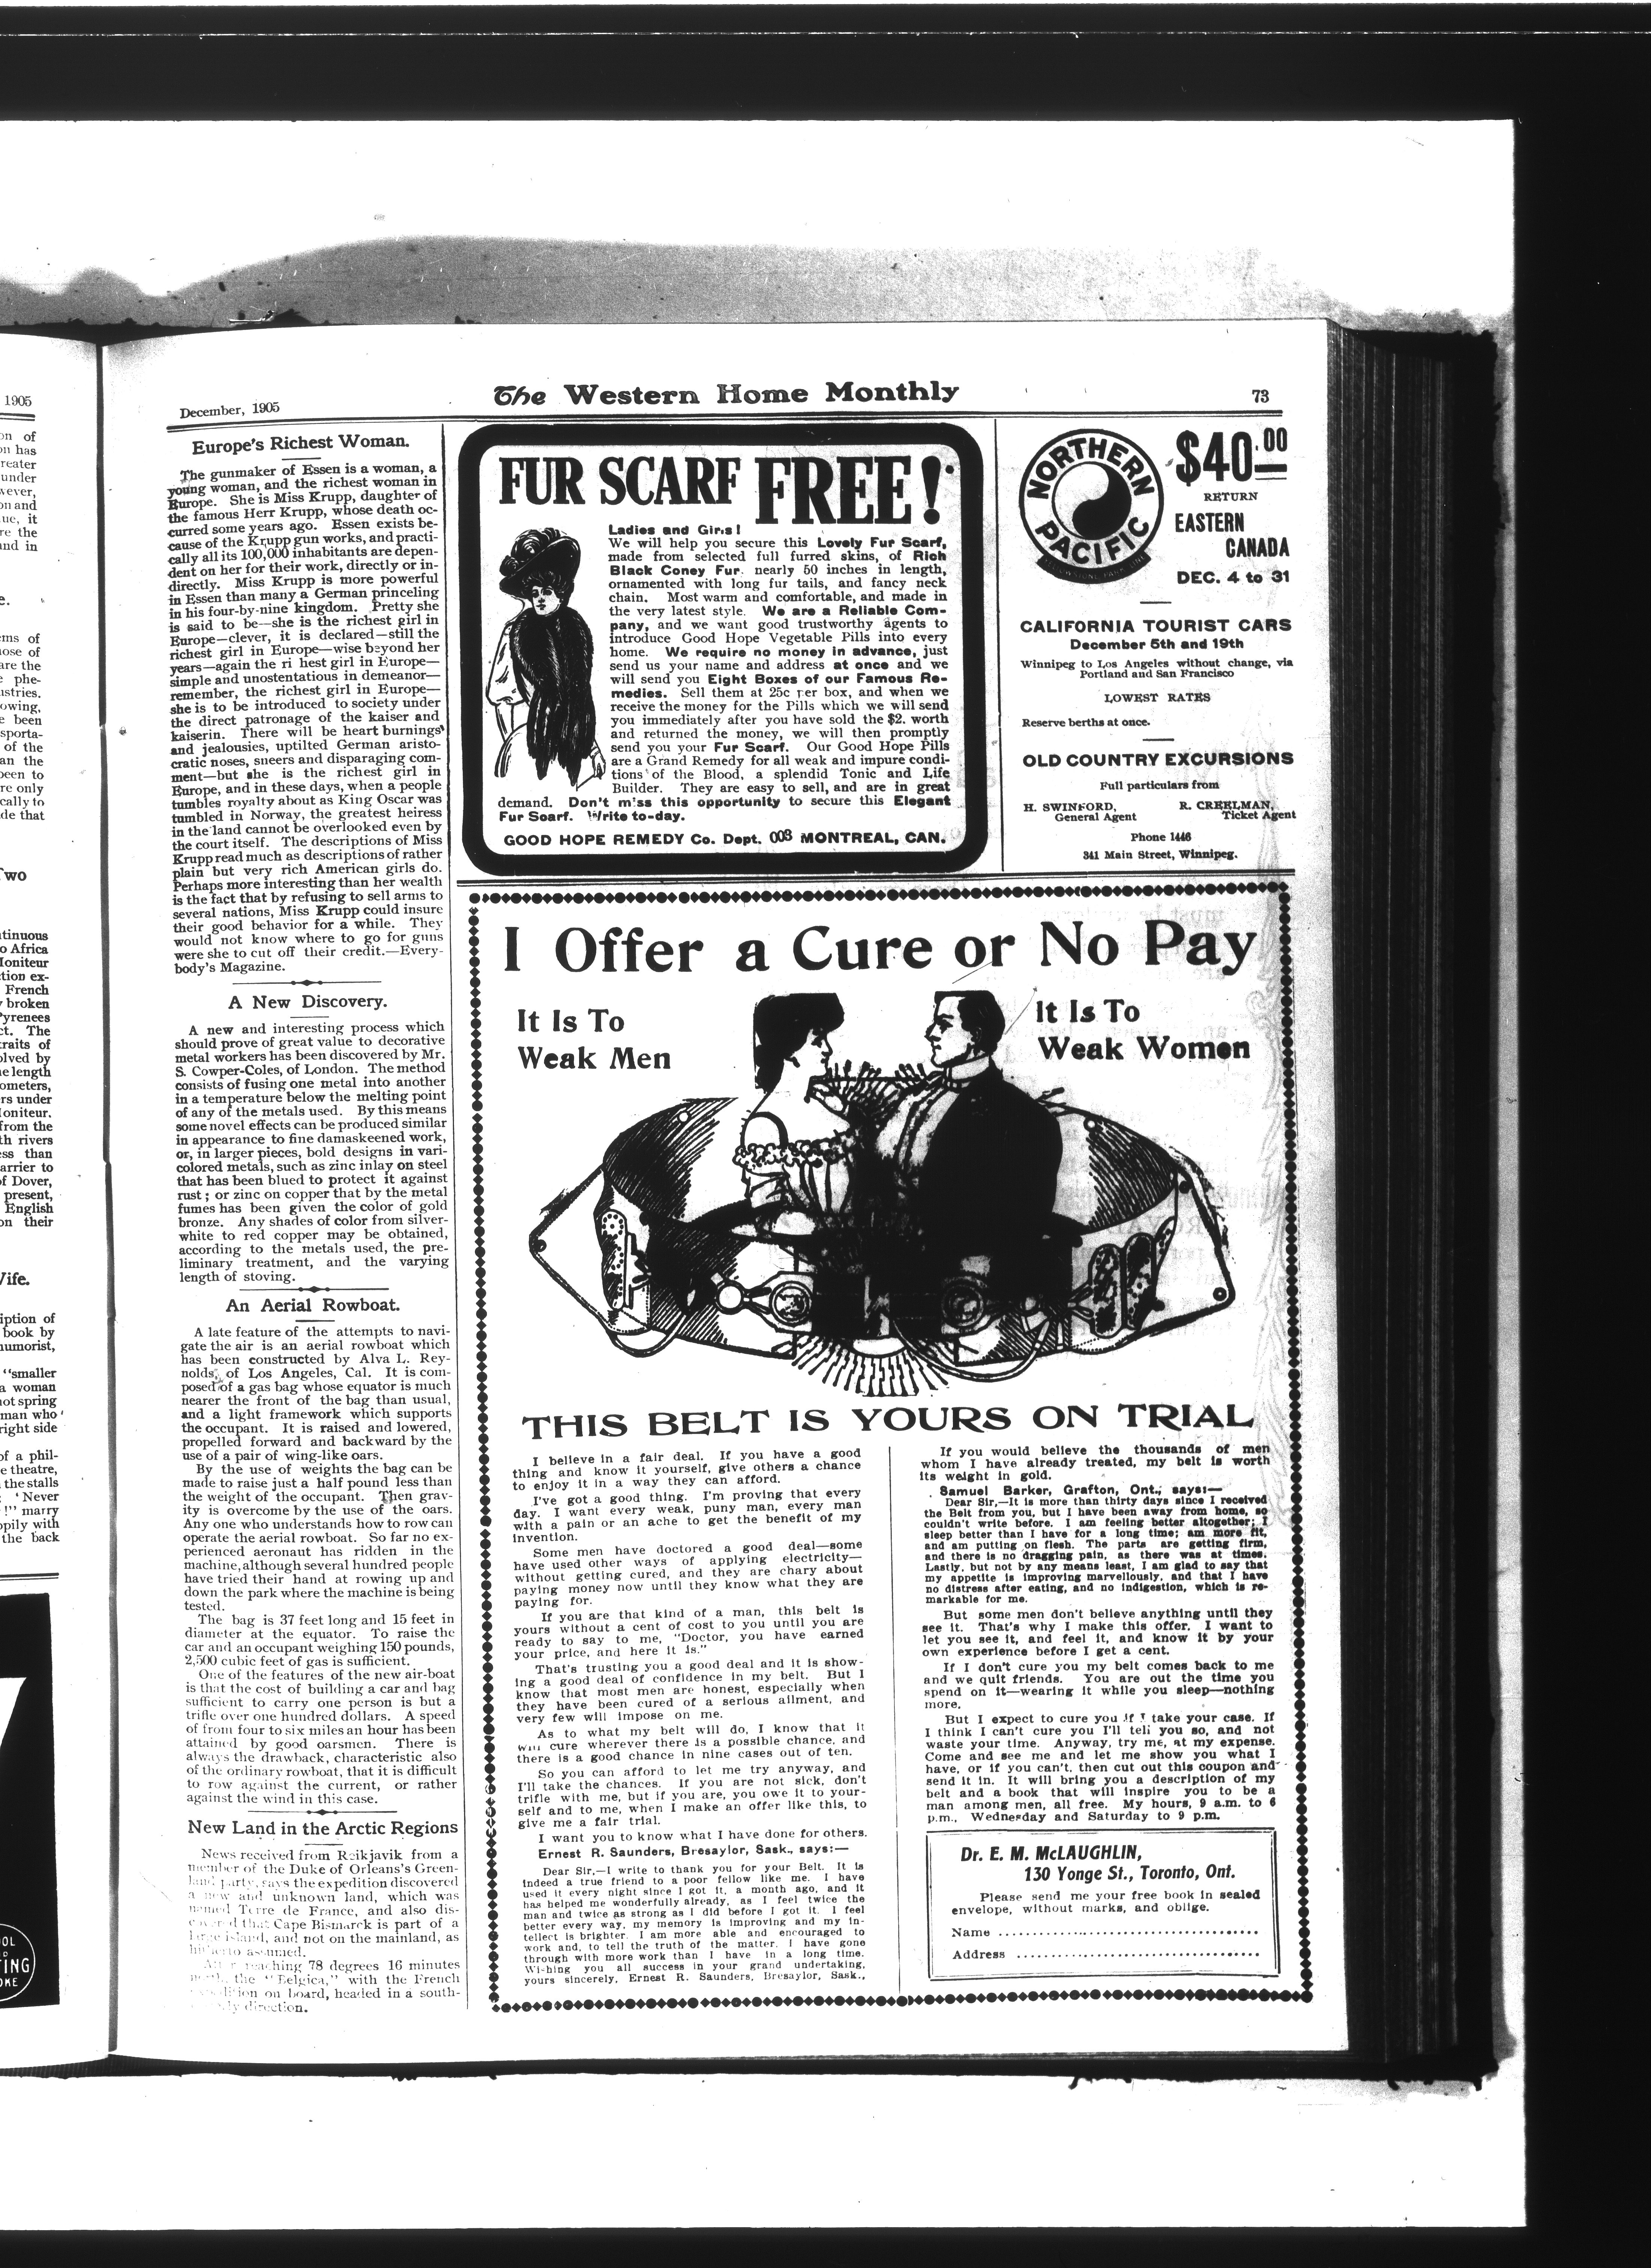 1905
December, 1905
The Western Home Monthly
73
Europe's Richest Woman.
The gunmaker of Essen is a woman, a
young woman, and the richest woman in
Europe. She is Miss Krupp, daughter of
the famous Herr Krupp, whose death oc-
curred some years ago. Essen exists be-
cause of the Krupp gun works, and practi-
cally all its 100,000 inhabitants are depen-
dent on her for their work, directly or in-
directly. Miss Krupp is more powerful
in Essen than many a German princeling
in his four-by-nine kingdom. Pretty she
is said to be—she is the richest girl in
Europe—clever, it is declared—still the
richest girl in Europe—wise beyond her
years—again the ri hest girl in Europe—
simple and unostentatious in demeanor—
remember, the richest girl in Europe—
she is to be introduced to society under
the direct patronage of the kaiser and
kaiserin. There will be heart burnings
and jealousies, uptilted German aristo-
cratic noses, sneers and disparaging com-
ment—but she is the richest girl in
Europe, and in these days, when a people
tumbles royalty about as King Oscar was
tumbled in Norway, the greatest heiress
in the land cannot be overlooked even by
the court itself. The descriptions of Miss
Krupp read much as descriptions of rather
plain but very rich American girls do.
Perhaps more interesting than her wealth
is the fact that by refusing to sell arms to
several nations, Miss Krupp could insure
their good behavior for a while. They
would not know where to go for guns
were she to cut off their credit.—Every-
body's Magazine.
A New Discovery.
A new and interesting process which
should prove of great value to decorative
metal workers has been discovered by Mr.
S. Cowper-Coles, of London. The method
consists of fusing one metal into another
in a temperature below the melting point
of any of the metals used. By this means
some novel effects can be produced similar
in appearance to fine damaskeened work,
or, in larger pieces, bold designs in vari-
colored metals, such as zinc inlay on steel
that has been blued to protect it against
rust; or zinc on copper that by the metal
fumes has been given the color of gold
bronze. Any shades of color from silver-
white to red copper may be obtained,
according to the metals used, the pre-
liminary treatment, and the varying
length of stoving.
An Aerial Rowboat.
A late feature of the attempts to navi-
gate the air is an aerial rowboat which
has been constructed by Alva L. Rey-
nolds, of Los Angeles, Cal. It is com-
posed of a gas bag whose equator is much
nearer the front of the bag than usual,
and a light framework which supports
the occupant. It is raised and lowered,
propelled forward and backward by the
use of a pair of wing-like oars.
By the use of weights the bag can be
made to raise just a half pound less than
the weight of the occupant. Then grav-
ity is overcome by the use of the oars.
Any one who understands how to row can
operate the aerial rowboat. So far no ex-
perienced aeronaut has ridden in the
machine, although several hundred people
have tried their hand at rowing up and
down the park where the machine is being
tested.
The bag is 37 feet long and 15 feet in
diameter at the equator. To raise the
car and an occupant weighing 150 pounds,
2,500 cubic feet of gas is sufficient.
One of the features of the new air-boat
is that the cost of building a car and bag
sufficient to carry one person is but a
trifle over one hundred dollars. A speed
of from four to six miles an hour has been
attained by good oarsmen. There is
always the drawback, characteristic also
of the ordinary rowboat, that it is difficult
to row against the current, or rather
against the wind in this case.
New Land in the Arctic Regions
News received from Reikjavik from a
member of the Duke of Orleans's Green-
land party, says the expedition discovered
a new and unknown land, which was
named Terre de France, and also dis-
covered that Cape Bismarck is part of a
large island, and not on the mainland, as
hitherto assumed.
After reaching 78 degrees 16 minutes
north, the "Belgica," with the French
expedition on board, headed in a south-
direction.
FUR SCARF FREE!
Ladies and Girls!
We will help you secure this Lovely Fur Scarf,
made from selected full furred skins, of Rich
Black Coney Fur. nearly 50 inches in length,
ornamented with long fur tails, and fancy neck
chain. Most warm and comfortable, and made in
the very latest style. We are a Reliable Com-
pany, and we want good trustworthy agents to
introduce Good Hope Vegetable Pills into every
home. We require no money in advance, just
send us your name and address at once and we
will send you Eight Boxes of our Famous Re-
medies. Sell them at 25c per box, and when we
receive the money for the Pills which we will send
you immediately after you have sold the $2. worth
and returned the money, we will then promptly
send you your Fur Scarf. Our Good Hope Pills
are a Grand Remedy for all weak and impure condi-
tions of the Blood, a splendid Tonic and Life
Builder. They are easy to sell, and are in great
demand. Don't miss this opportunity to secure this Elegant
Fur Scarf. Write to-day.
GOOD HOPE REMEDY Co. Dept. 003 MONTREAL, CAN.
NORTHERN PACIFIC
$40.00
RETURN
EASTERN
CANADA
DEC. 4 to 31
CALIFORNIA TOURIST CARS
December 5th and 19th
Winnipeg to Los Angeles without change, via
Portland and San Francisco
LOWEST RATES
Reserve berths at once.
OLD COUNTRY EXCURSIONS
Full particulars from
H. SWINFORD, R. CREELMAN,
General Agent Ticket Agent
Phone 1446
341 Main Street, Winnipeg.
I Offer a Cure or No Pay
It Is To
Weak Men
It Is To
Weak Women
THIS BELT IS YOURS ON TRIAL
I believe in a fair deal. If you have a good
thing and know it yourself, give others a chance
to enjoy it in a way they can afford.
I've got a good thing. I'm proving that every
day. I want every weak, puny man, every man
with a pain or an ache to get the benefit of my
invention.
Some men have doctored a good deal—some
have used other ways of applying electricity—
without getting cured, and they are chary about
paying money now until they know what they are
paying for.
If you are that kind of a man, this belt is
yours without a cent of cost to you until you are
ready to say to me, "Doctor, you have earned
your price, and here it is."
That's trusting you a good deal and it is show-
ing a good deal of confidence in my belt. But I
know that most men are honest, especially when
they have been cured of a serious ailment, and
very few will impose on me.
As to what my belt will do, I know that it
will cure wherever there is a possible chance, and
there is a good chance in nine cases out of ten.
So you can afford to let me try anyway, and
I'll take the chances. If you are not sick, don't
trifle with me, but if you are, you owe it to your-
self and to me, when I make an offer like this, to
give me a fair trial.
I want you to know what I have done for others.
Ernest R. Saunders, Bresaylor, Sask., says:—
Dear Sir,—I write to thank you for your Belt. It is
indeed a true friend to a poor fellow like me. I have
used it every night since I got it, a month ago, and it
has helped me wonderfully already, as I feel twice the
man and twice as strong as I did before I got it. I feel
better every way, my memory is improving and my in-
tellect is brighter. I am more able and encouraged to
work and, to tell the truth of the matter, I have gone
through with more work than I have in a long time.
Wishing you all success in your grand undertaking,
yours sincerely, Ernest R. Saunders, Bresaylor, Sask.,
If you would believe the thousands of men
whom I have already treated, my belt is worth
its weight in gold.
Samuel Barker, Grafton, Ont., says:—
Dear Sir,—It is more than thirty days since I received
the Belt from you, but I have been away from home, so
couldn't write before. I am feeling better altogether; I
sleep better than I have for a long time; am more fit,
and am putting on flesh. The parts are getting firm,
and there is no dragging pain, as there was at times.
Lastly, but not by any means least, I am glad to say that
my appetite is improving marvellously, and that I have
no distress after eating, and no indigestion, which is re-
markable for me.
But some men don't believe anything until they
see it. That's why I make this offer. I want to
let you see it, and feel it, and know it by your
own experience before I get a cent.
If I don't cure you my belt comes back to me
and we quit friends. You are out the time you
spend on it—wearing it while you sleep—nothing
more.
But I expect to cure you if I take your case. If
I think I can't cure you I'll tell you so, and not
waste your time. Anyway, try me, at my expense.
Come and see me and let me show you what I
have, or if you can't, then cut out this coupon and
send it in. It will bring you a description of my
belt and a book that will inspire you to be a
man among men, all free. My hours, 9 a.m. to 6
p.m., Wednesday and Saturday to 9 p.m.
Dr. E. M. McLAUGHLIN,
130 Yonge St., Toronto, Ont.
Please send me your free book in sealed
envelope, without marks, and oblige.
Name
Address